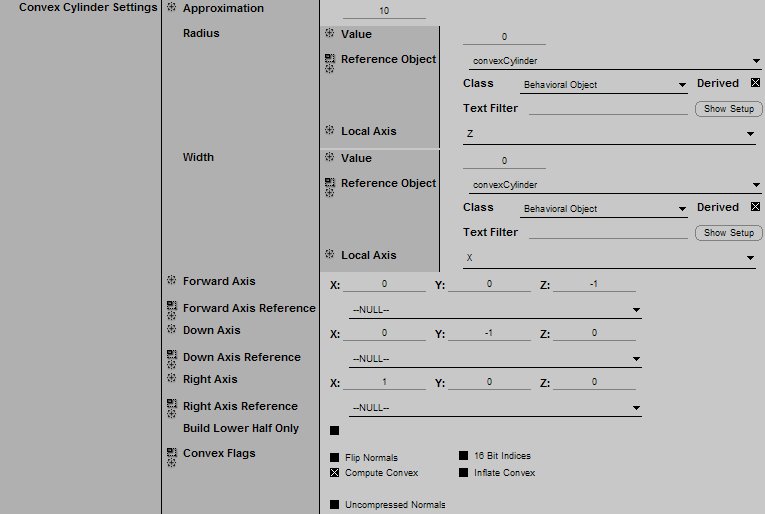 Convex Cylinder Settings Approximation 10
Radius Value 0
Reference Object convexCylinder
Class Behavioral Object Derived
Text Filter Show Setup
Local Axis Z
Width Value 0
Reference Object convexCylinder
Class Behavioral Object Derived
Text Filter Show Setup
Local Axis X
Forward Axis X: 0 Y: 0 Z: -1
Forward Axis Reference --NULL--
Down Axis X: 0 Y: -1 Z: 0
Down Axis Reference --NULL--
Right Axis X: 1 Y: 0 Z: 0
Right Axis Reference --NULL--
Build Lower Half Only
Convex Flags Flip Normals 16 Bit Indices
Compute Convex Inflate Convex
Uncompressed Normals